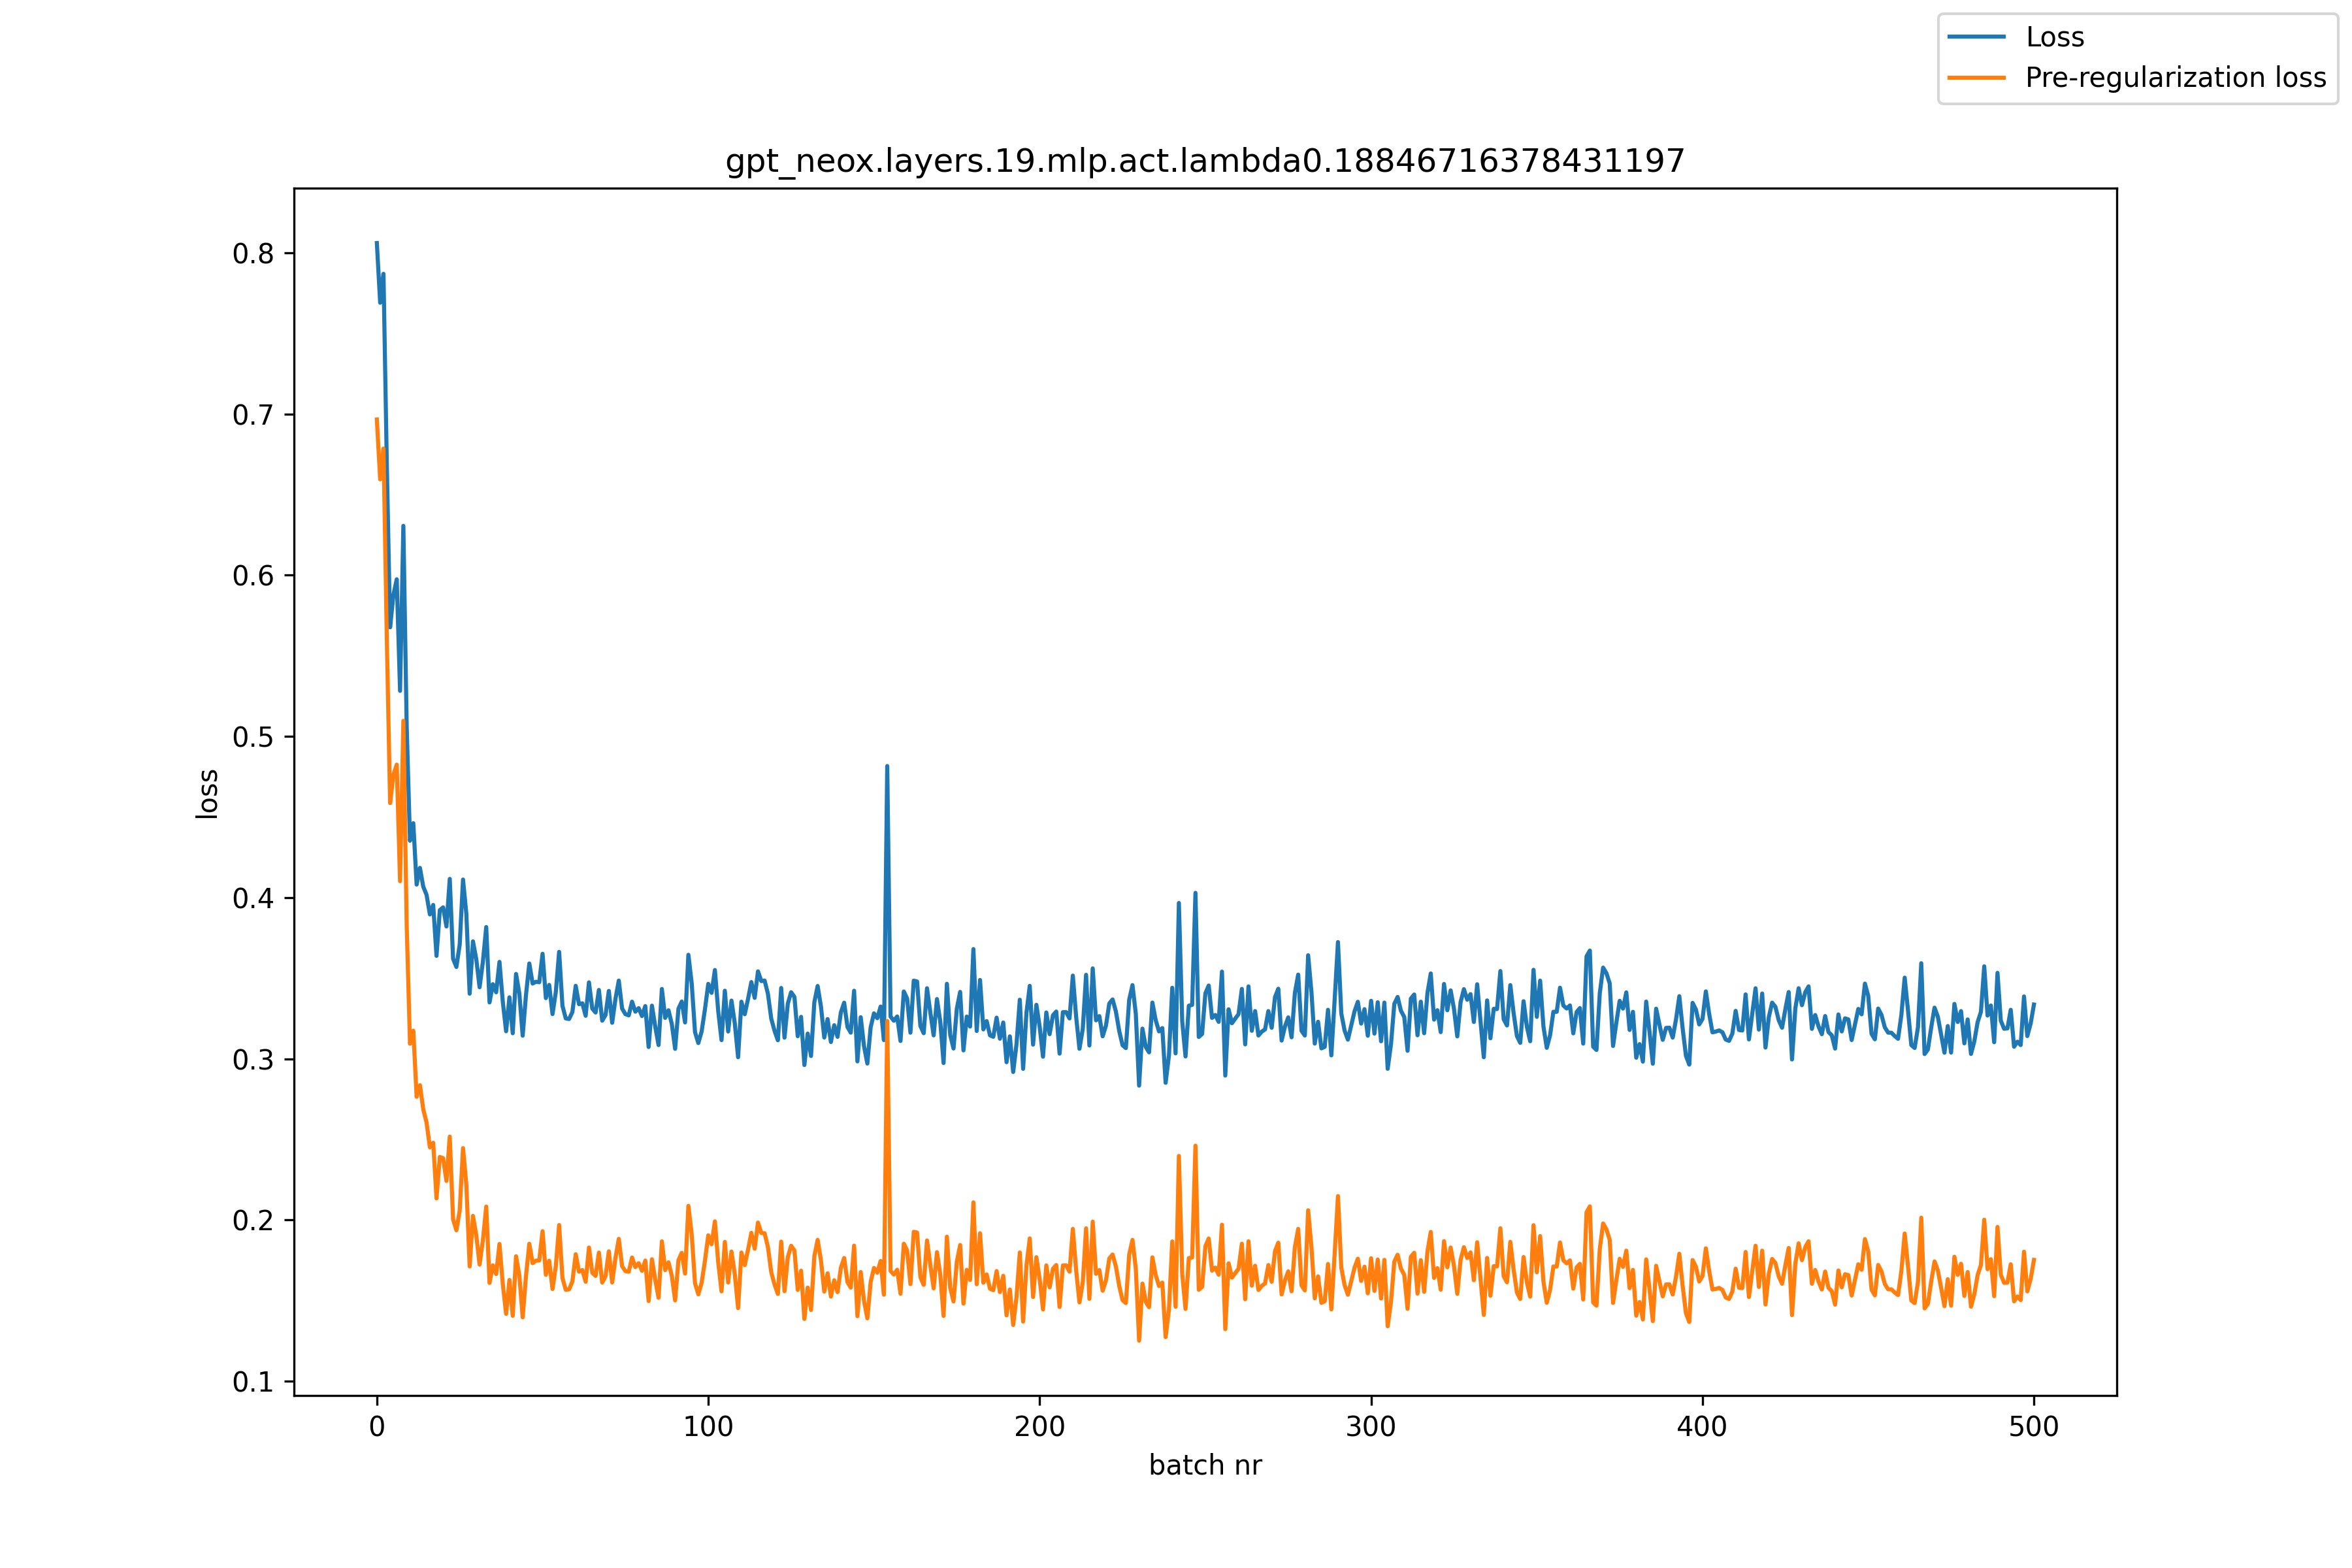 Loss
Pre-regularization loss
gpt_neox.layers.19.mlp.act.lambda0.18846716378431197
0.8
0.7
0.6
0.5
0.4
0.3
0.2
0.1
loss
0 100 200 300 400 500
batch nr